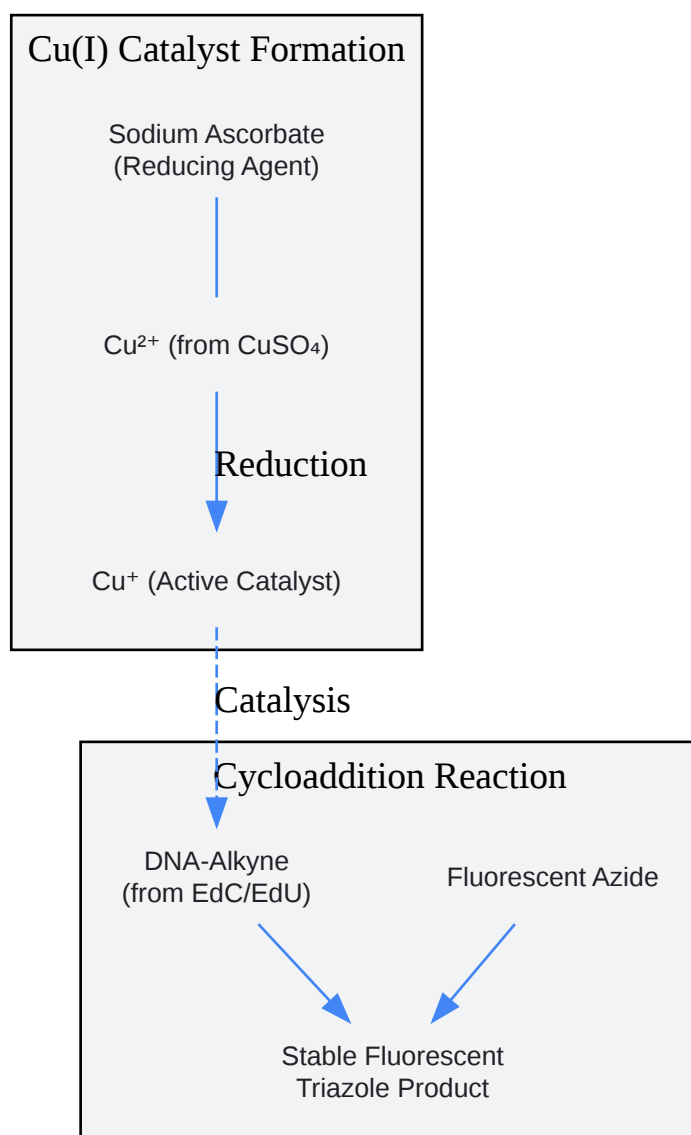 Cu(I) Catalyst Formation
Sodium Ascorbate
(Reducing Agent)
Cu²⁺ (from CuSO₄)
Reduction
Cu⁺ (Active Catalyst)
Catalysis
Cycloaddition Reaction
DNA-Alkyne
(from EdC/EdU)
Fluorescent Azide
Stable Fluorescent
Triazole Product